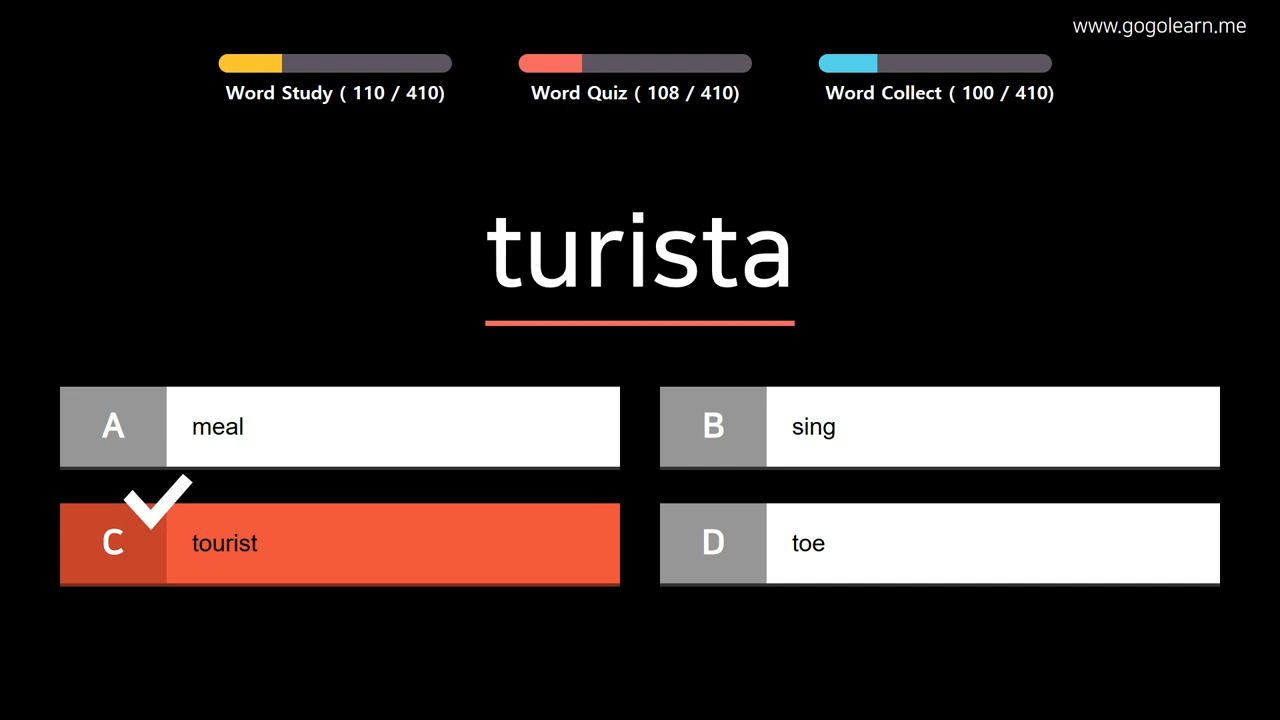 www.gogolearn.me
Word Study ( 110 / 410)
Word Quiz ( 108 / 410)
Word Collect ( 100 / 410)
turista
A meal
B sing
C tourist
D toe